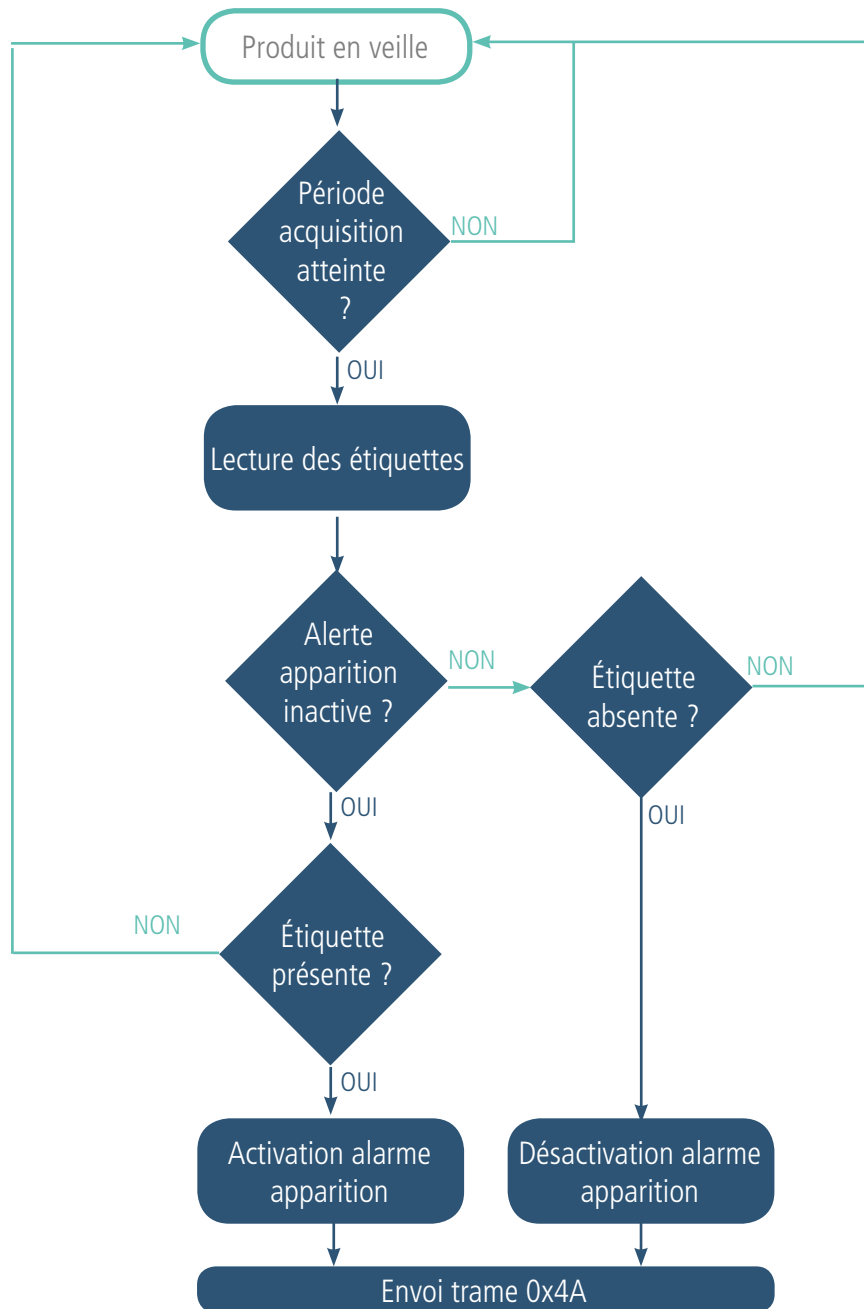 Produit en veille
Période
acquisition
atteinte
?
NON
OUI
Lecture des étiquettes
Alerte
apparition
inactive ?
NON
Étiquette
absente ?
NON
OUI
OUI
Étiquette
présente ?
NON
OUI
Activation alarme
apparition
Désactivation alarme
apparition
Envoi trame 0x4A